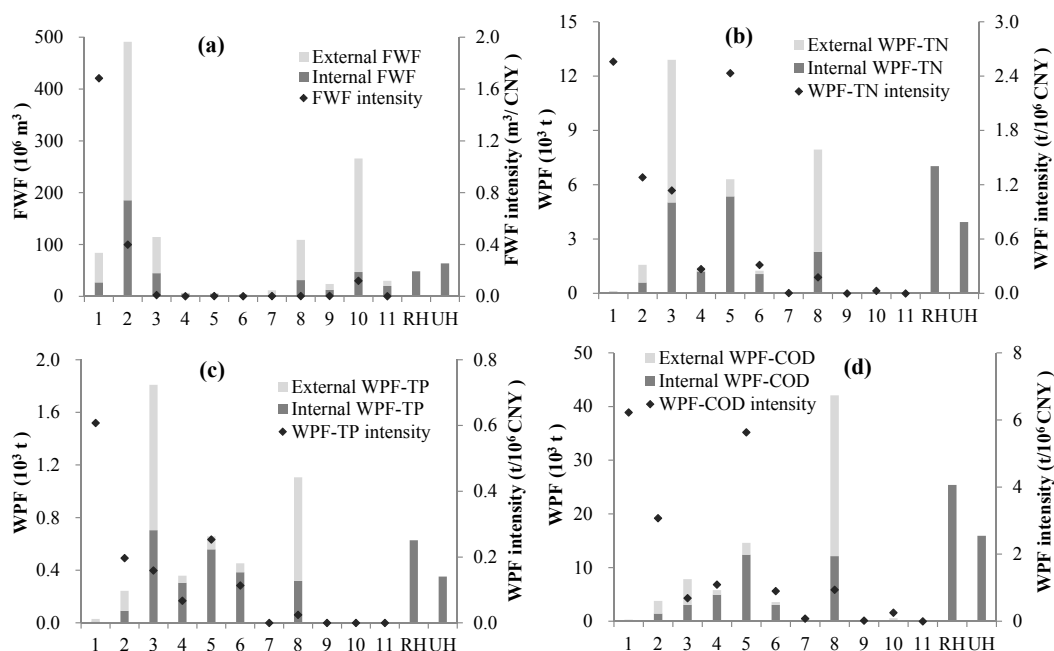 (a)
External FWF
Internal FWF
FWF intensity
FWF (10⁶ m³ )
500
400
300
200
100
0
FWF intensity (m³/ CNY )
2.0
1.6
1.2
0.8
0.4
0.0
1 2 3 4 5 6 7 8 9 10 11 RH UH
(b)
External WPF-TN
Internal WPF-TN
WPF-TN intensity
WPF (10³ t)
15
12
9
6
3
0
WPF intensity (t/10⁶ CNY )
3.0
2.4
1.8
1.2
0.6
0.0
1 2 3 4 5 6 7 8 9 10 11 RH UH
(c)
External WPF-TP
Internal WPF-TP
WPF-TP intensity
WPF (10³ t)
2.0
1.6
1.2
0.8
0.4
0.0
WPF intensity (t/10⁶ CNY )
0.8
0.6
0.4
0.2
0.0
1 2 3 4 5 6 7 8 9 10 11 RH UH
(d)
External WPF-COD
Internal WPF-COD
WPF-COD intensity
WPF (10³ t)
50
40
30
20
10
0
WPF intensity (t/10⁶ CNY )
8
6
4
2
0
1 2 3 4 5 6 7 8 9 10 11 RH UH